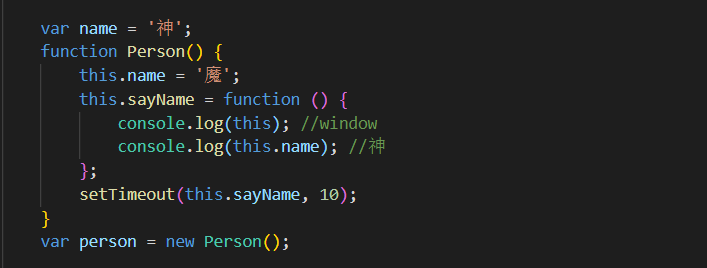 var name = '神';
function Person() {
    this.name = '魔';
    this.sayName = function () {
        console.log(this); //window
        console.log(this.name); //神
    };
    setTimeout(this.sayName, 10);
}
var person = new Person();